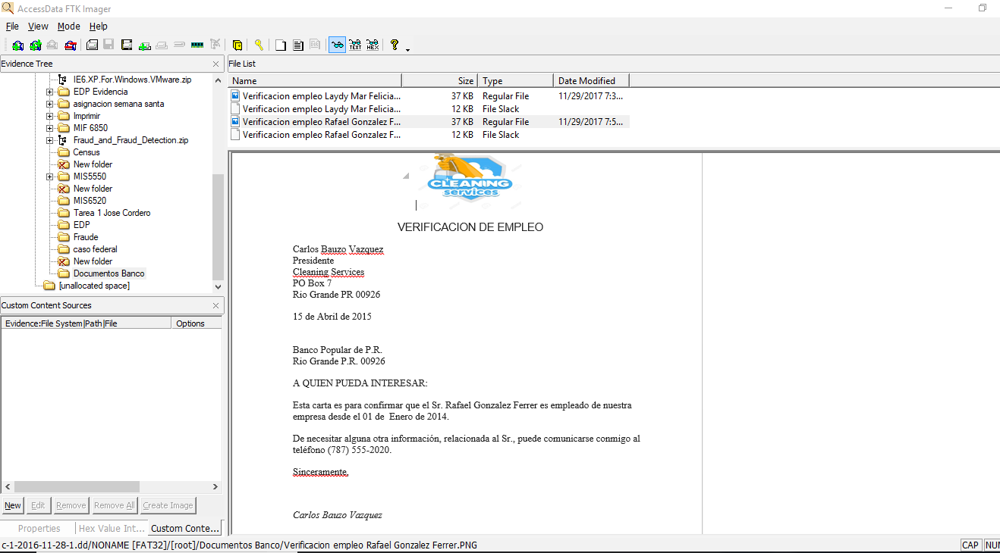 AccessData FTK Imager
File View Mode Help
TEXT HEX
Evidence Tree
IE6.XP.For.Windows.VMware.zip
EDP Evidencia
asignacion semana santa
Imprimir
MIF 6850
Fraud_and_Fraud_Detection.zip
Census
New folder
MIS5550
New folder
MIS6520
Tarea 1 Jose Cordero
EDP
Fraude
caso federal
New folder
Documentos Banco
[unallocated space]
Custom Content Sources
Evidence:File System|Path|File Options
New Edit Remove Remove All Create Image
Properties Hex Value Int... Custom Conte...
File List
Name Size Type Date Modified
Verificacion empleo Laydy Mar Felicia... 37 KB Regular File 11/29/2017 7:3...
Verificacion empleo Laydy Mar Felicia... 12 KB File Slack
Verificacion empleo Rafael Gonzalez F... 37 KB Regular File 11/29/2017 7:5...
Verificacion empleo Rafael Gonzalez F... 12 KB File Slack
CLEANING
services
VERIFICACION DE EMPLEO
Carlos Bauzo Vazquez
Presidente
Cleaning Services
PO Box 7
Rio Grande PR 00926
15 de Abril de 2015
Banco Popular de P.R.
Rio Grande P.R. 00926
A QUIEN PUEDA INTERESAR:
Esta carta es para confirmar que el Sr. Rafael Gonzalez Ferrer es empleado de nuestra
empresa desde el 01 de Enero de 2014.
De necesitar alguna otra información, relacionada al Sr., puede comunicarse conmigo al
teléfono (787) 555-2020.
Sinceramente,
Carlos Bauzo Vazquez
c-1-2016-11-28-1.dd/NONAME [FAT32]/[root]/Documentos Banco/Verificacion empleo Rafael Gonzalez Ferrer.PNG
CAP NUM